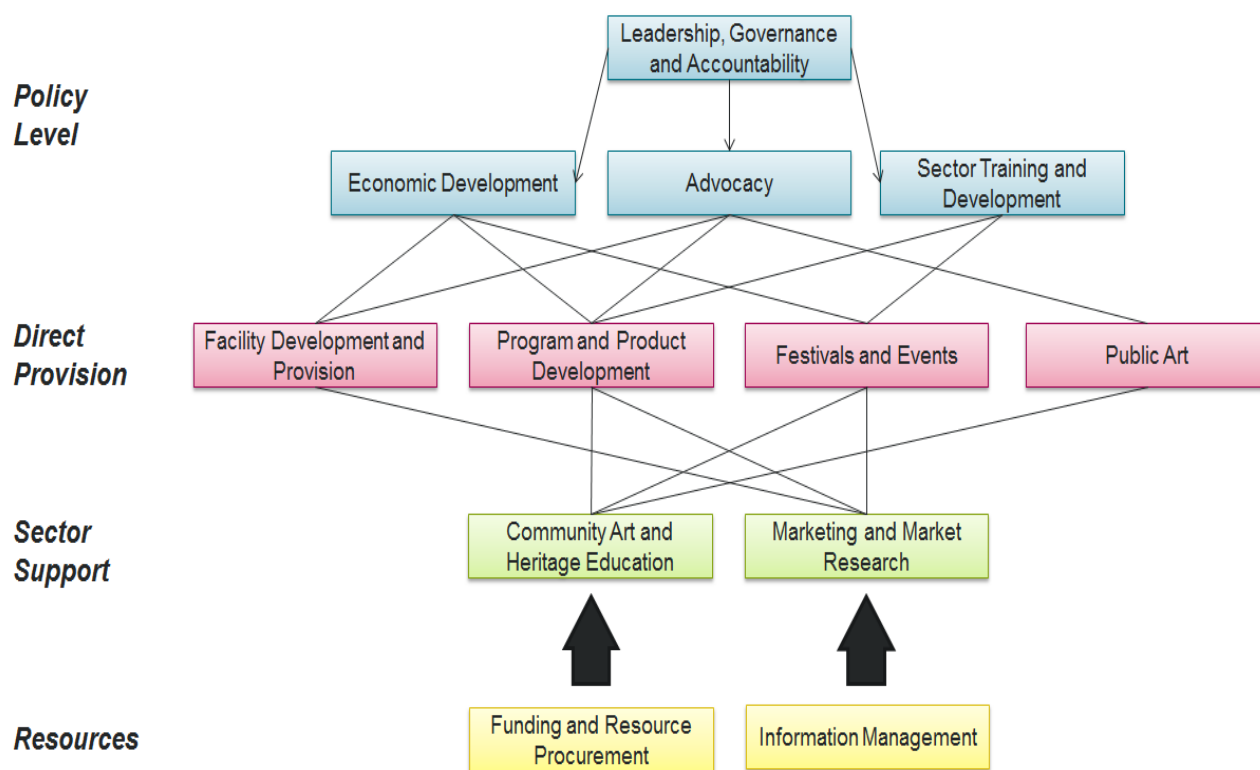 Leadership, Governance
and Accountability
Policy
Level
Economic Development
Advocacy
Sector Training and
Development
Direct
Provision
Facility Development and
Provision
Program and Product
Development
Festivals and Events
Public Art
Sector
Support
Community Art and
Heritage Education
Marketing and Market
Research
Resources
Funding and Resource
Procurement
Information Management